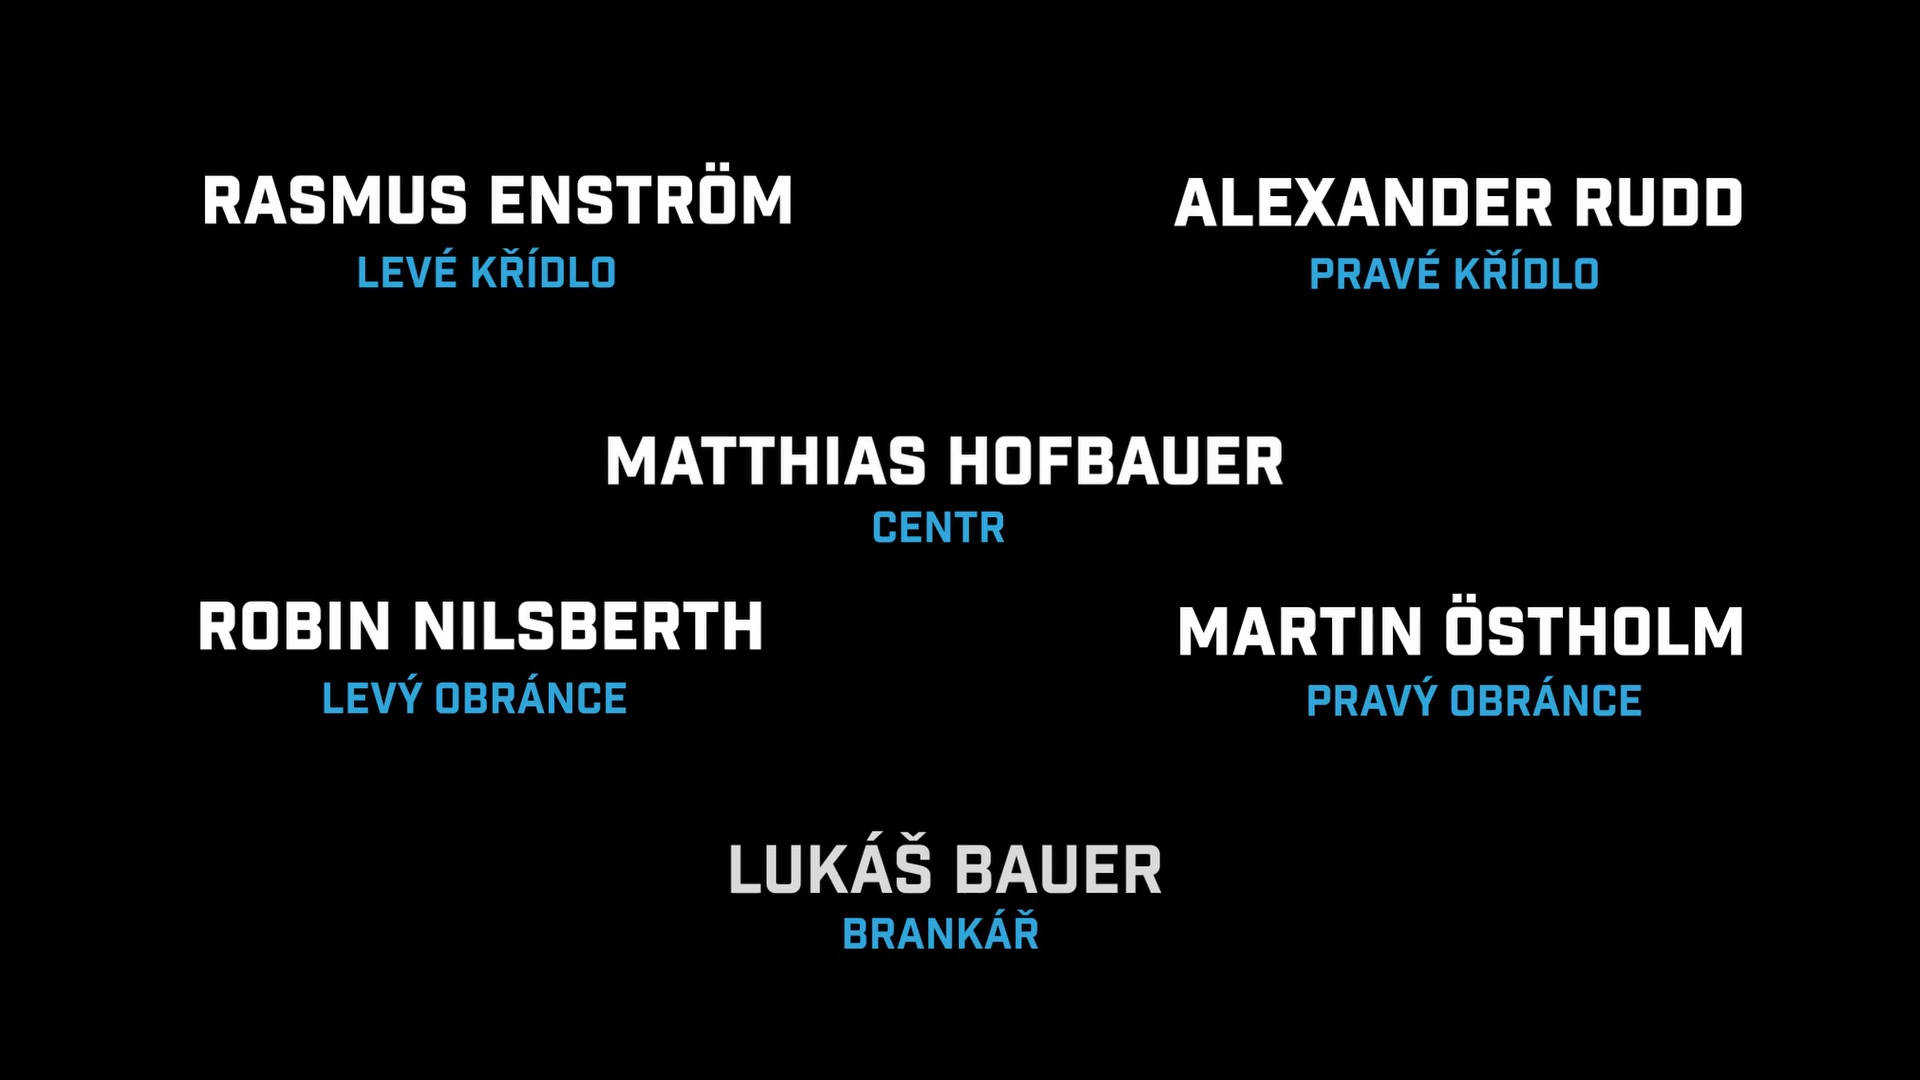 RASMUS ENSTRÖM
LEVÉ KŘÍDLO
ALEXANDER RUDD
PRAVÉ KŘÍDLO
MATTHIAS HOFBAUER
CENTR
ROBIN NILSBERTH
LEVÝ OBRÁNCE
MARTIN ÖSTHOLM
PRAVÝ OBRÁNCE
LUKÁŠ BAUER
BRANKÁŘ